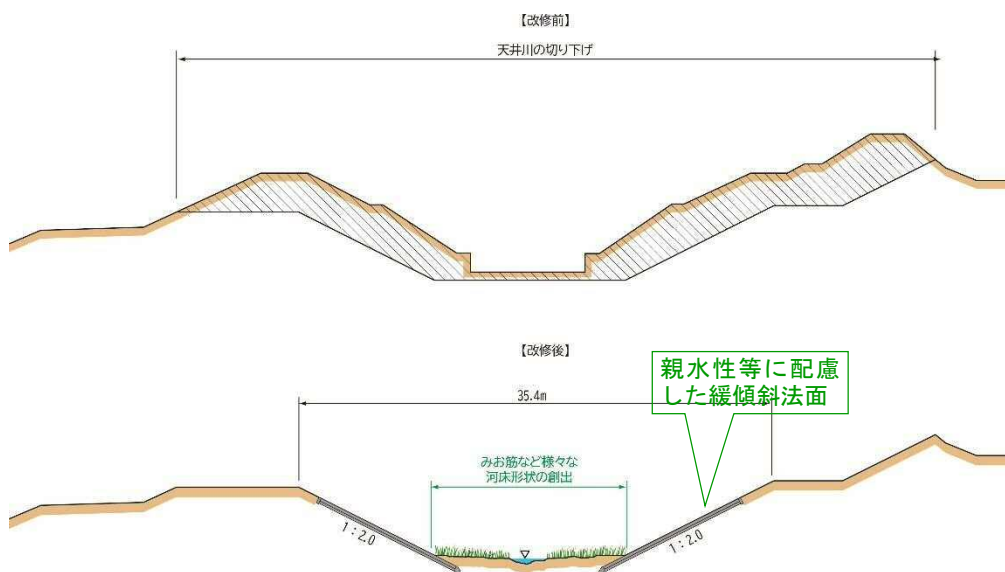 【改修前】
天井川の切り下げ
【改修後】
親水性等に配慮
した緩傾斜法面
35.4m
みお筋など様々な
河床形状の創出
1：2.0
1：2.0